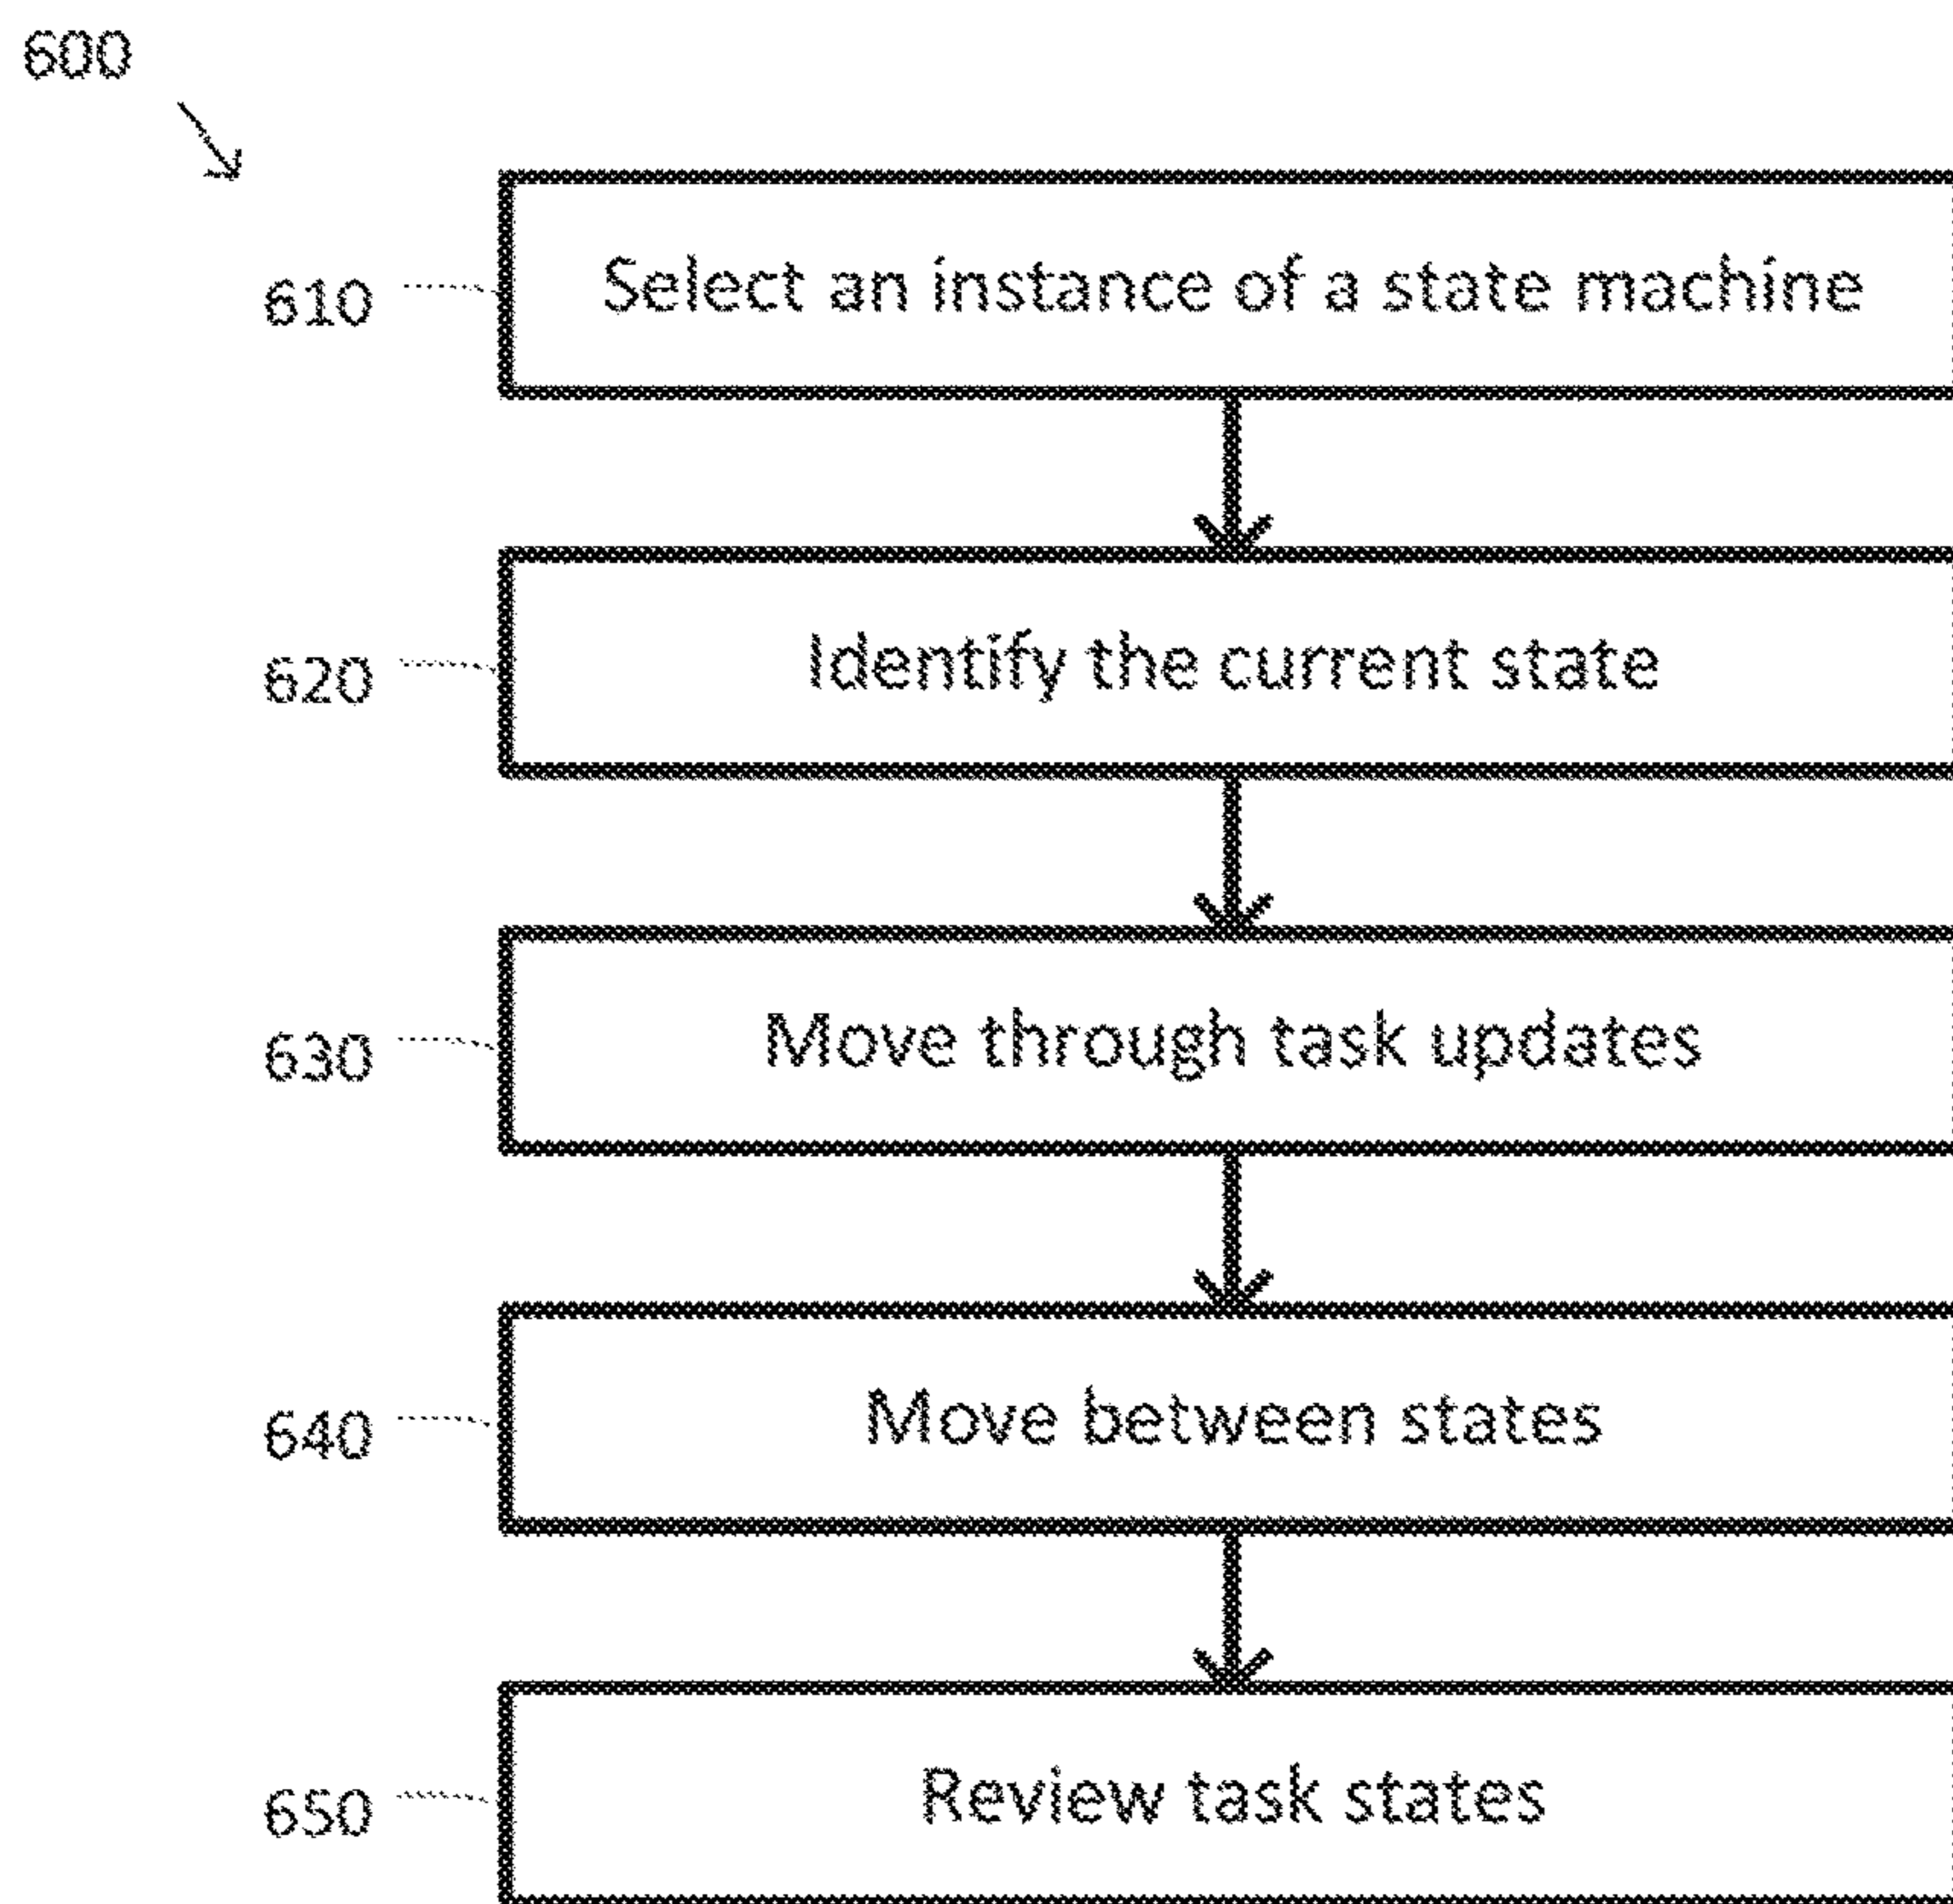 600
610 Select an instance of a state machine
620 Identify the current state
630 Move through task updates
640 Move between states
650 Review task states